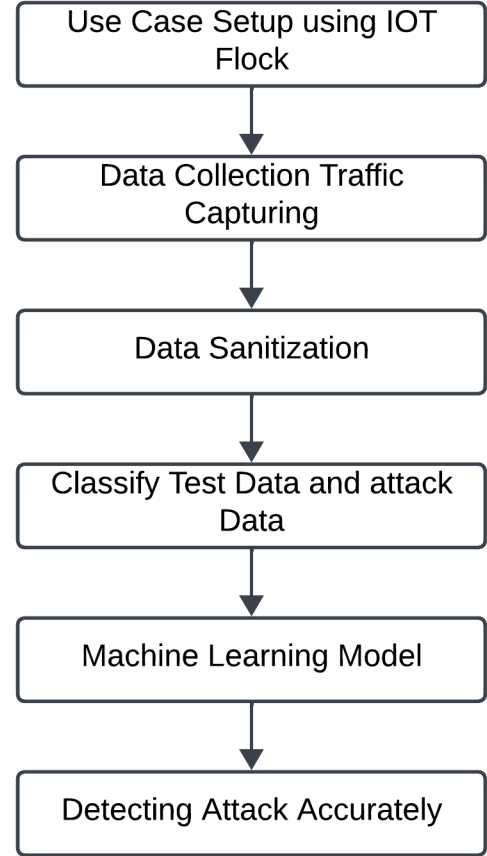 Use Case Setup using IOT
Flock
Data Collection Traffic
Capturing
Data Sanitization
Classify Test Data and attack
Data
Machine Learning Model
Detecting Attack Accurately